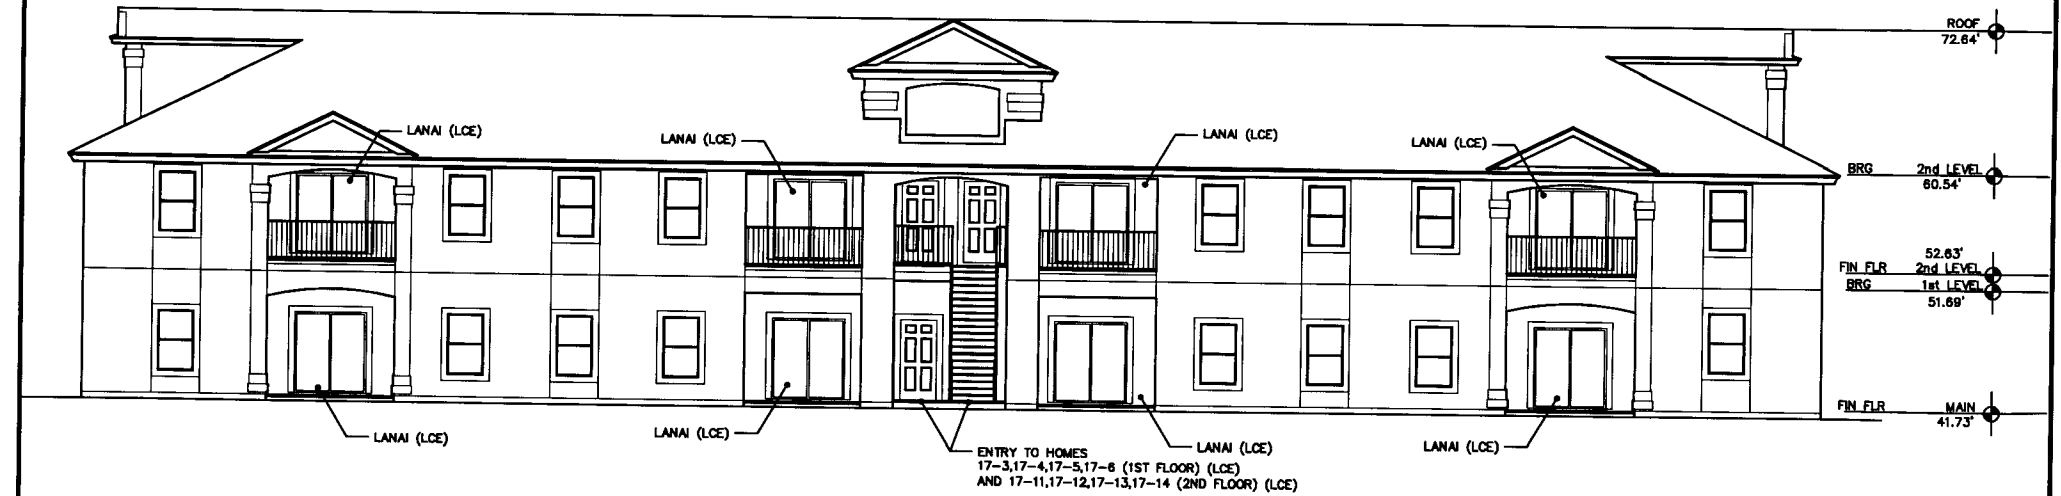 ROOF
72.64'
LANAI (LCE)
LANAI (LCE)
LANAI (LCE)
LANAI (LCE)
BRG 2nd LEVEL
60.54'
52.63'
FIN FLR 2nd LEVEL
BRG 1st LEVEL
51.69'
FIN FLR MAIN
41.73'
LANAI (LCE)
LANAI (LCE)
LANAI (LCE)
LANAI (LCE)
ENTRY TO HOMES
17-3,17-4,17-5,17-6 (1ST FLOOR) (LCE)
AND 17-11,17-12,17-13,17-14 (2ND FLOOR) (LCE)